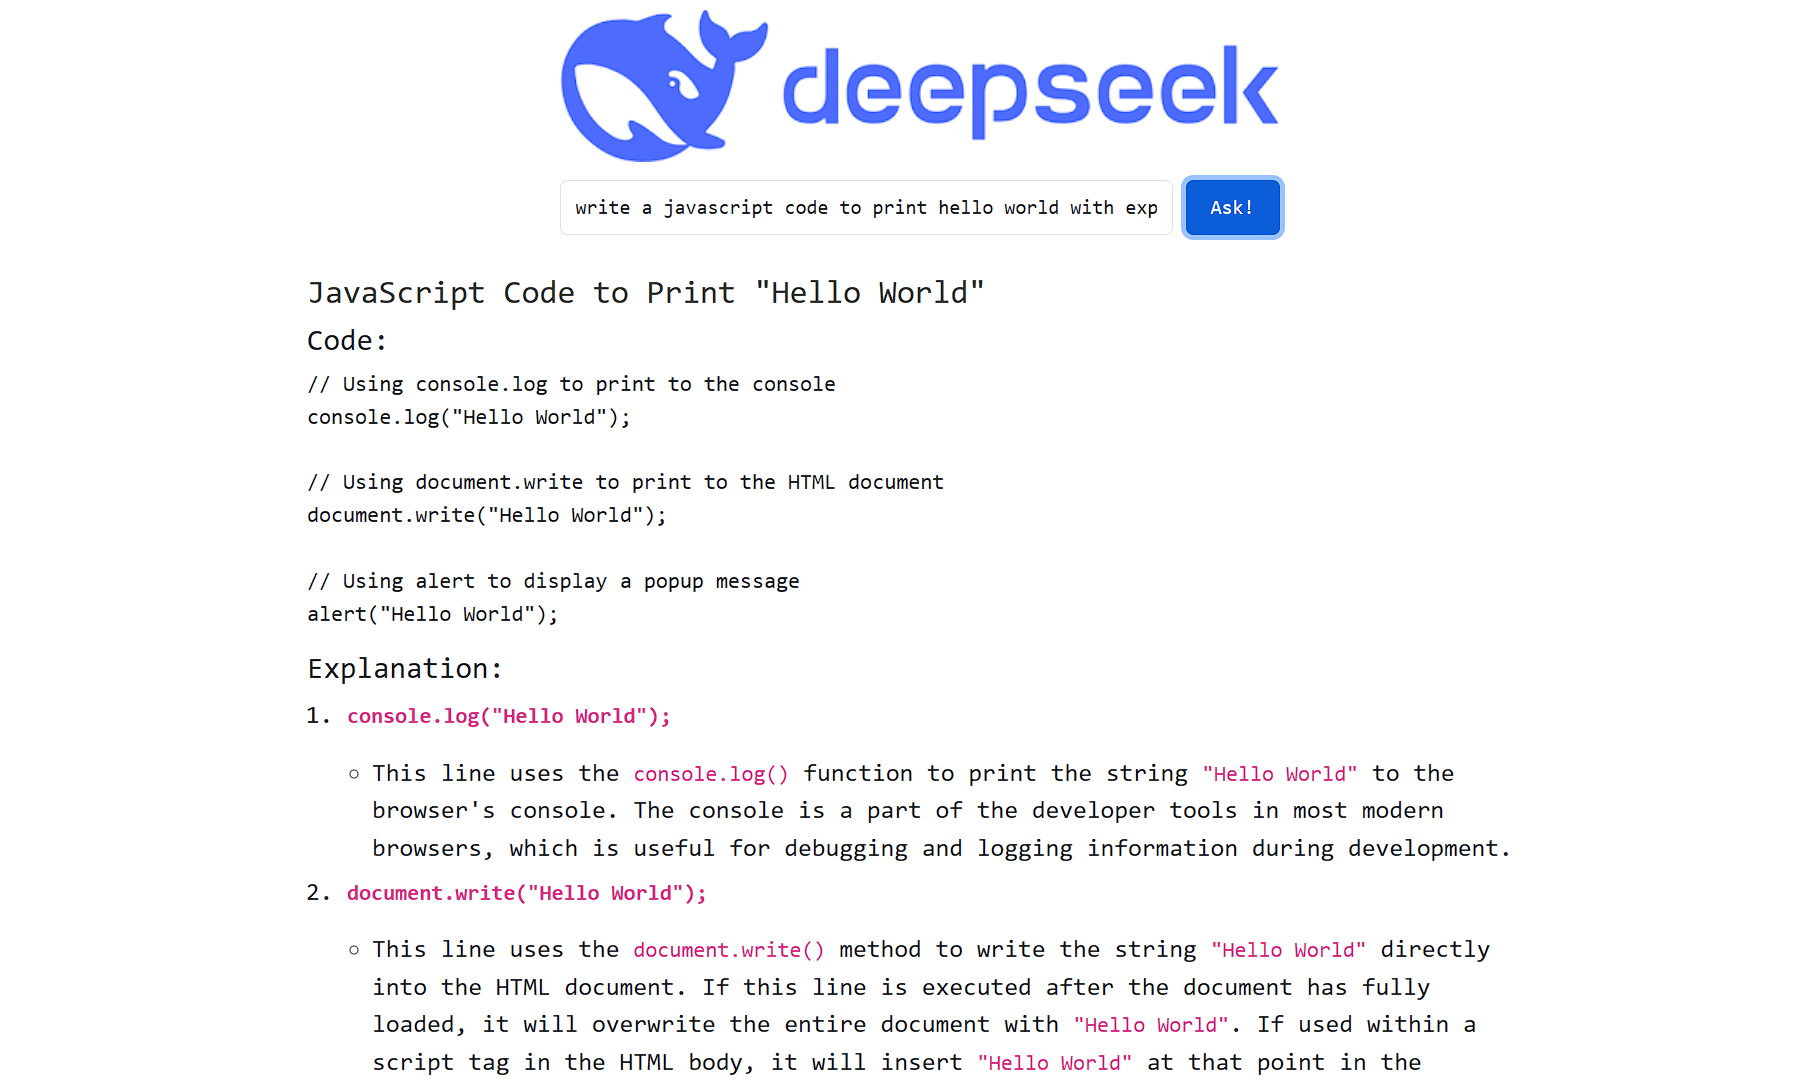 deepseek
write a javascript code to print hello world with exp
Ask!
JavaScript Code to Print "Hello World"
Code:
// Using console.log to print to the console
console.log("Hello World");
// Using document.write to print to the HTML document
document.write("Hello World");
// Using alert to display a popup message
alert("Hello World");
Explanation:
1. console.log("Hello World");
This line uses the console.log() function to print the string "Hello World" to the
browser's console. The console is a part of the developer tools in most modern
browsers, which is useful for debugging and logging information during development.
2. document.write("Hello World");
This line uses the document.write() method to write the string "Hello World" directly
into the HTML document. If this line is executed after the document has fully
loaded, it will overwrite the entire document with "Hello World". If used within a
script tag in the HTML body, it will insert "Hello World" at that point in the